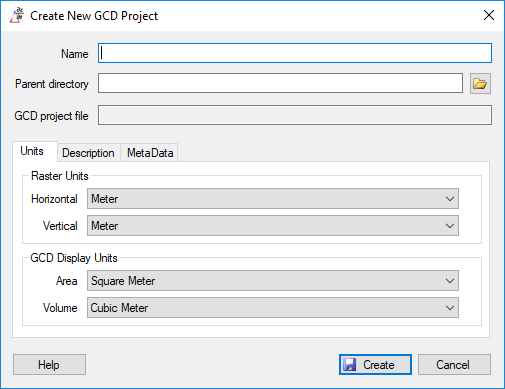 Create New GCD Project
Name
Parent directory
GCD project file
Units Description MetaData
Raster Units
Horizontal Meter
Vertical Meter
GCD Display Units
Area Square Meter
Volume Cubic Meter
Help Create Cancel